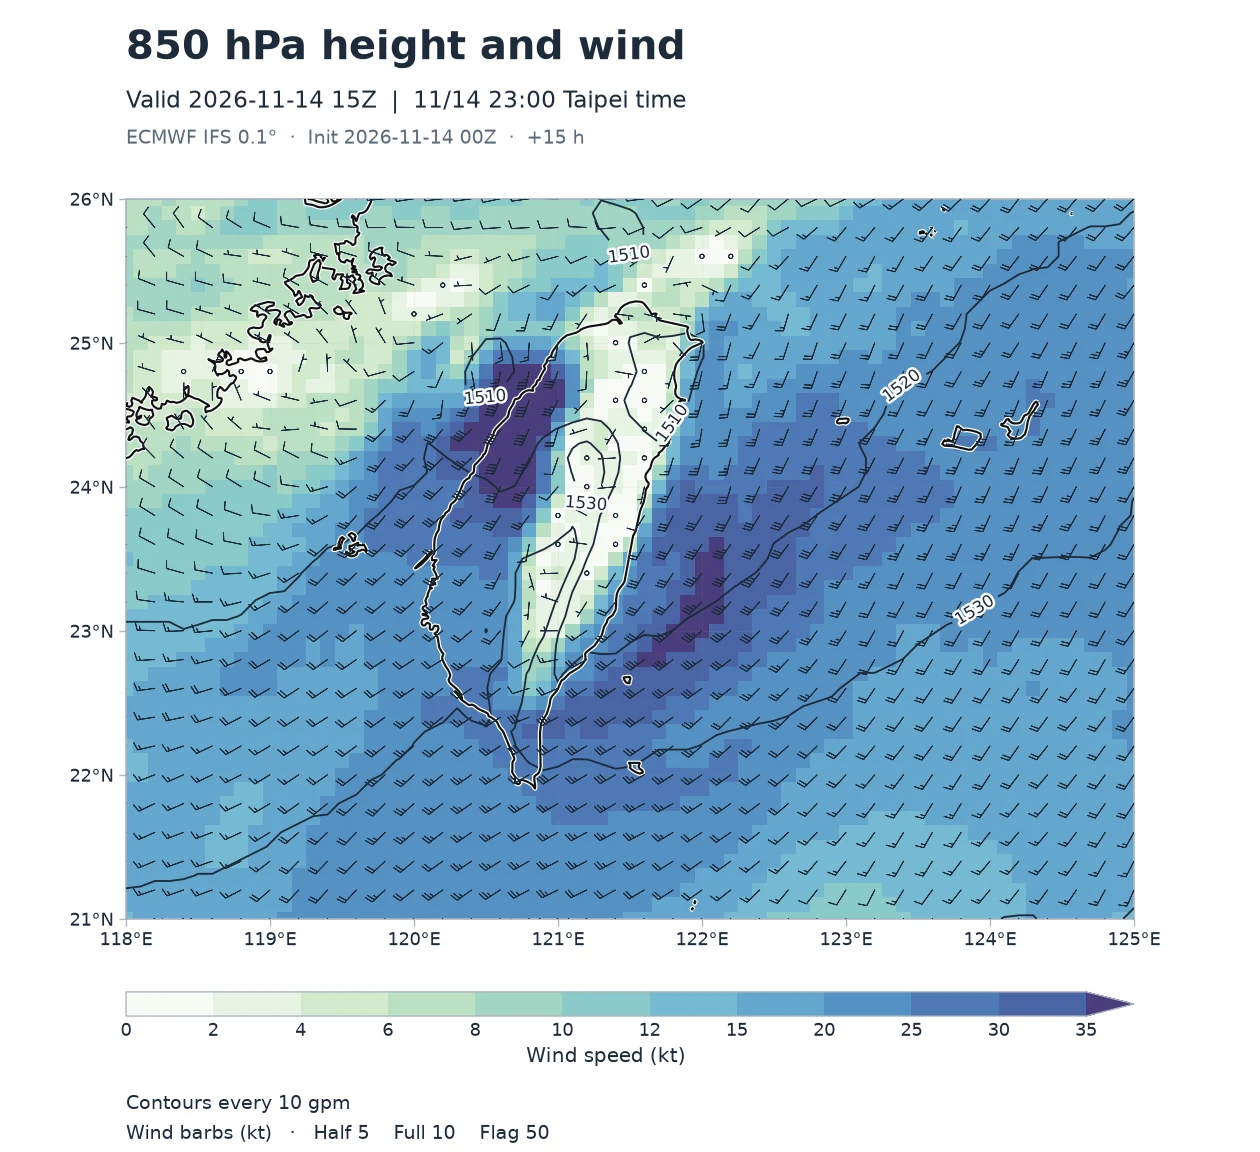 850 hPa height and wind
Valid 2026-11-14 15Z | 11/14 23:00 Taipei time
ECMWF IFS 0.1° · Init 2026-11-14 00Z · +15 h
26°N
1510
25°N
1520
1510
1510
24°N
1530
23°N
1530
22°N
21°N
118°E 119°E 120°E 121°E 122°E 123°E 124°E 125°E
0 2 4 6 8 10 12 15 20 25 30 35
Wind speed (kt)
Contours every 10 gpm
Wind barbs (kt) · Half 5 Full 10 Flag 50